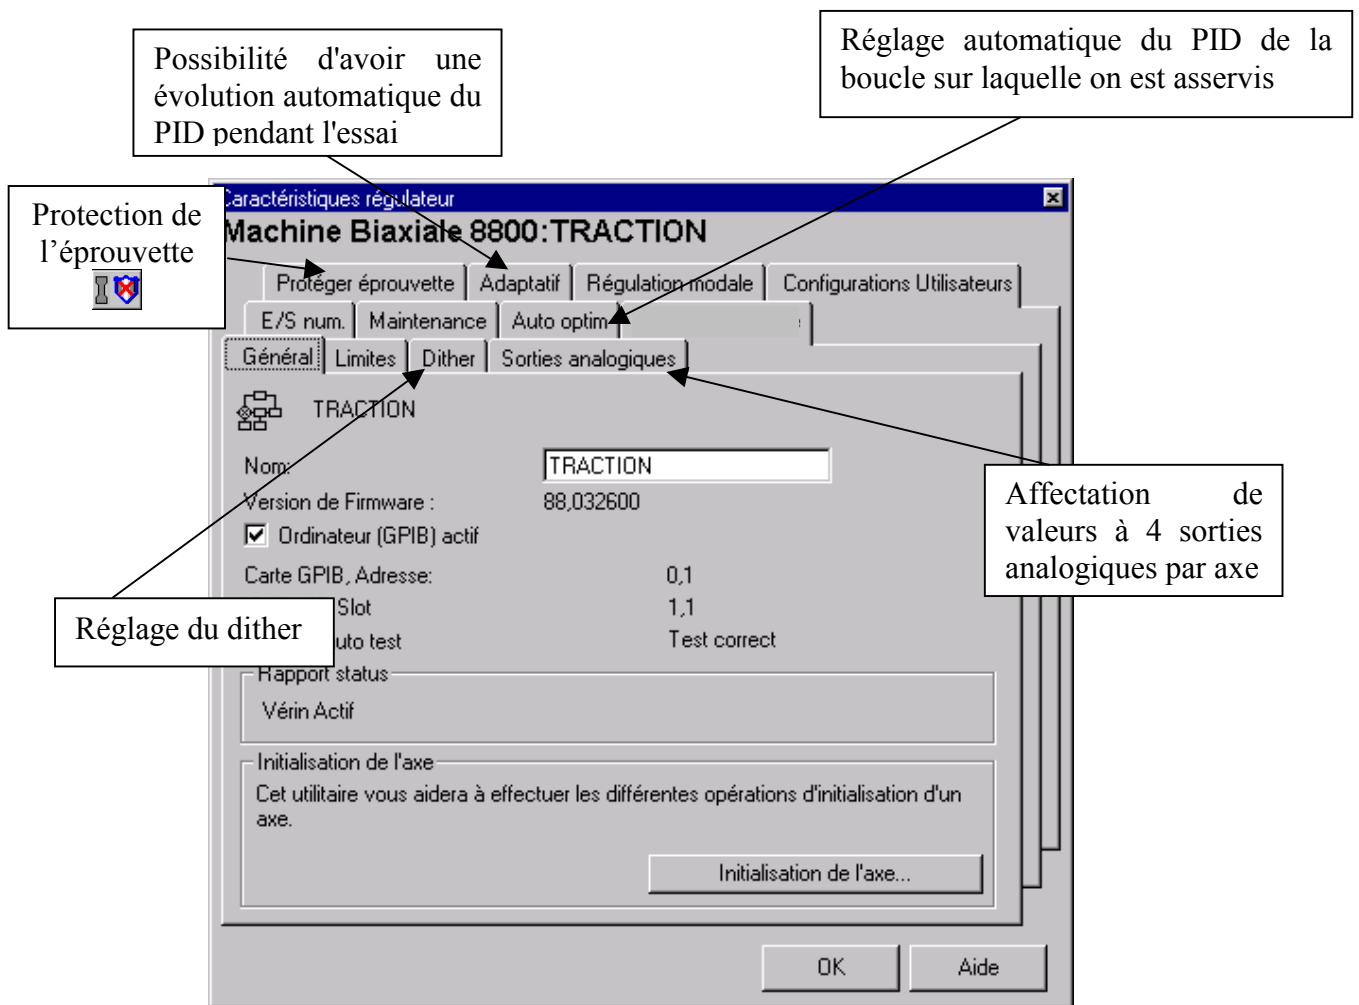 Possibilité d'avoir une
évolution automatique du
PID pendant l'essai
Réglage automatique du PID de la
boucle sur laquelle on est asservis
Protection de
l'éprouvette
Caractéristiques régulateur
Machine Biaxiale 8800:TRACTION
Protéger éprouvette Adaptatif Régulation modale Configurations Utilisateurs
E/S num. Maintenance Auto optim
Général Limites Dither Sorties analogiques
TRACTION
Nom: TRACTION
Version de Firmware : 88,032600
Ordinateur (GPIB) actif
Carte GPIB, Adresse: 0,1
Slot 1,1
uto test Test correct
Affectation de
valeurs à 4 sorties
analogiques par axe
Réglage du dither
Rapport status
Vérin Actif
Initialisation de l'axe
Cet utilitaire vous aidera à effectuer les différentes opérations d'initialisation d'un
axe.
Initialisation de l'axe...
OK Aide